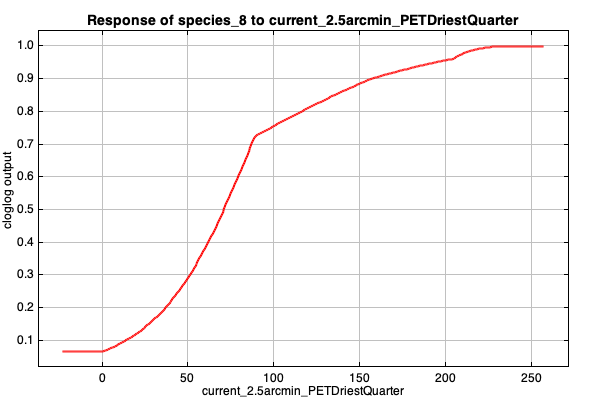 Response of species_8 to current_2.5arcmin_PETDriestQuarter
1.0
0.9
0.8
0.7
0.6
0.5
0.4
0.3
0.2
0.1
cloglog output
0 50 100 150 200 250
current_2.5arcmin_PETDriestQuarter